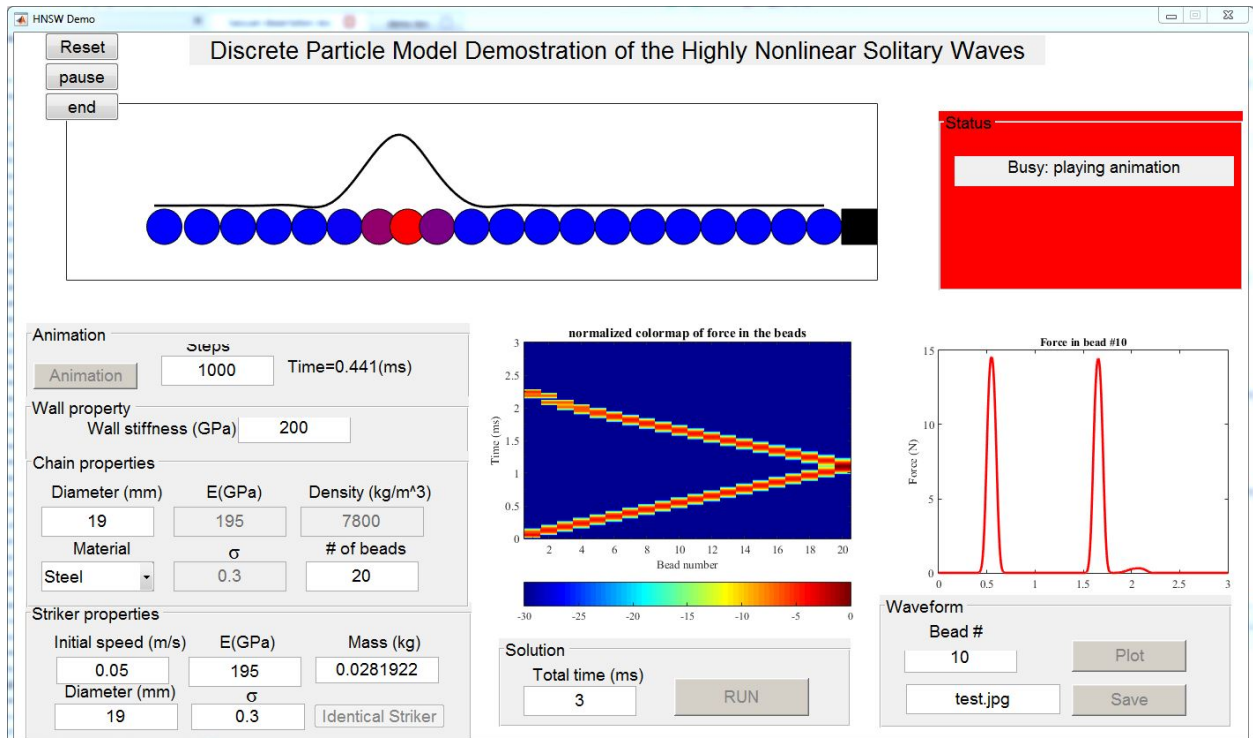 HNSW Demo
Reset
Discrete Particle Model Demostration of the Highly Nonlinear Solitary Waves
pause
end
Status
Busy: playing animation
Animation
Steps
Animation
1000
Time=0.441(ms)
Wall property
Wall stiffness (GPa)
200
Chain properties
Diameter (mm)
E(GPa)
Density (kg/m^3)
19
195
7800
Material
σ
# of beads
Steel
0.3
20
Striker properties
Initial speed (m/s)
E(GPa)
Mass (kg)
0.05
195
0.0281922
Diameter (mm)
σ
19
0.3
Identical Striker
normalized colormap of force in the beads
3
2.5
2
1.5
1
0.5
0
Time (ms)
2 4 6 8 10 12 14 16 18 20
Bead number
-30 -25 -20 -15 -10 -5 0
Solution
Total time (ms)
3
RUN
Force in bead #10
15
10
5
0
Force (N)
0 0.5 1 1.5 2 2.5 3
Waveform
Bead #
10
Plot
test.jpg
Save